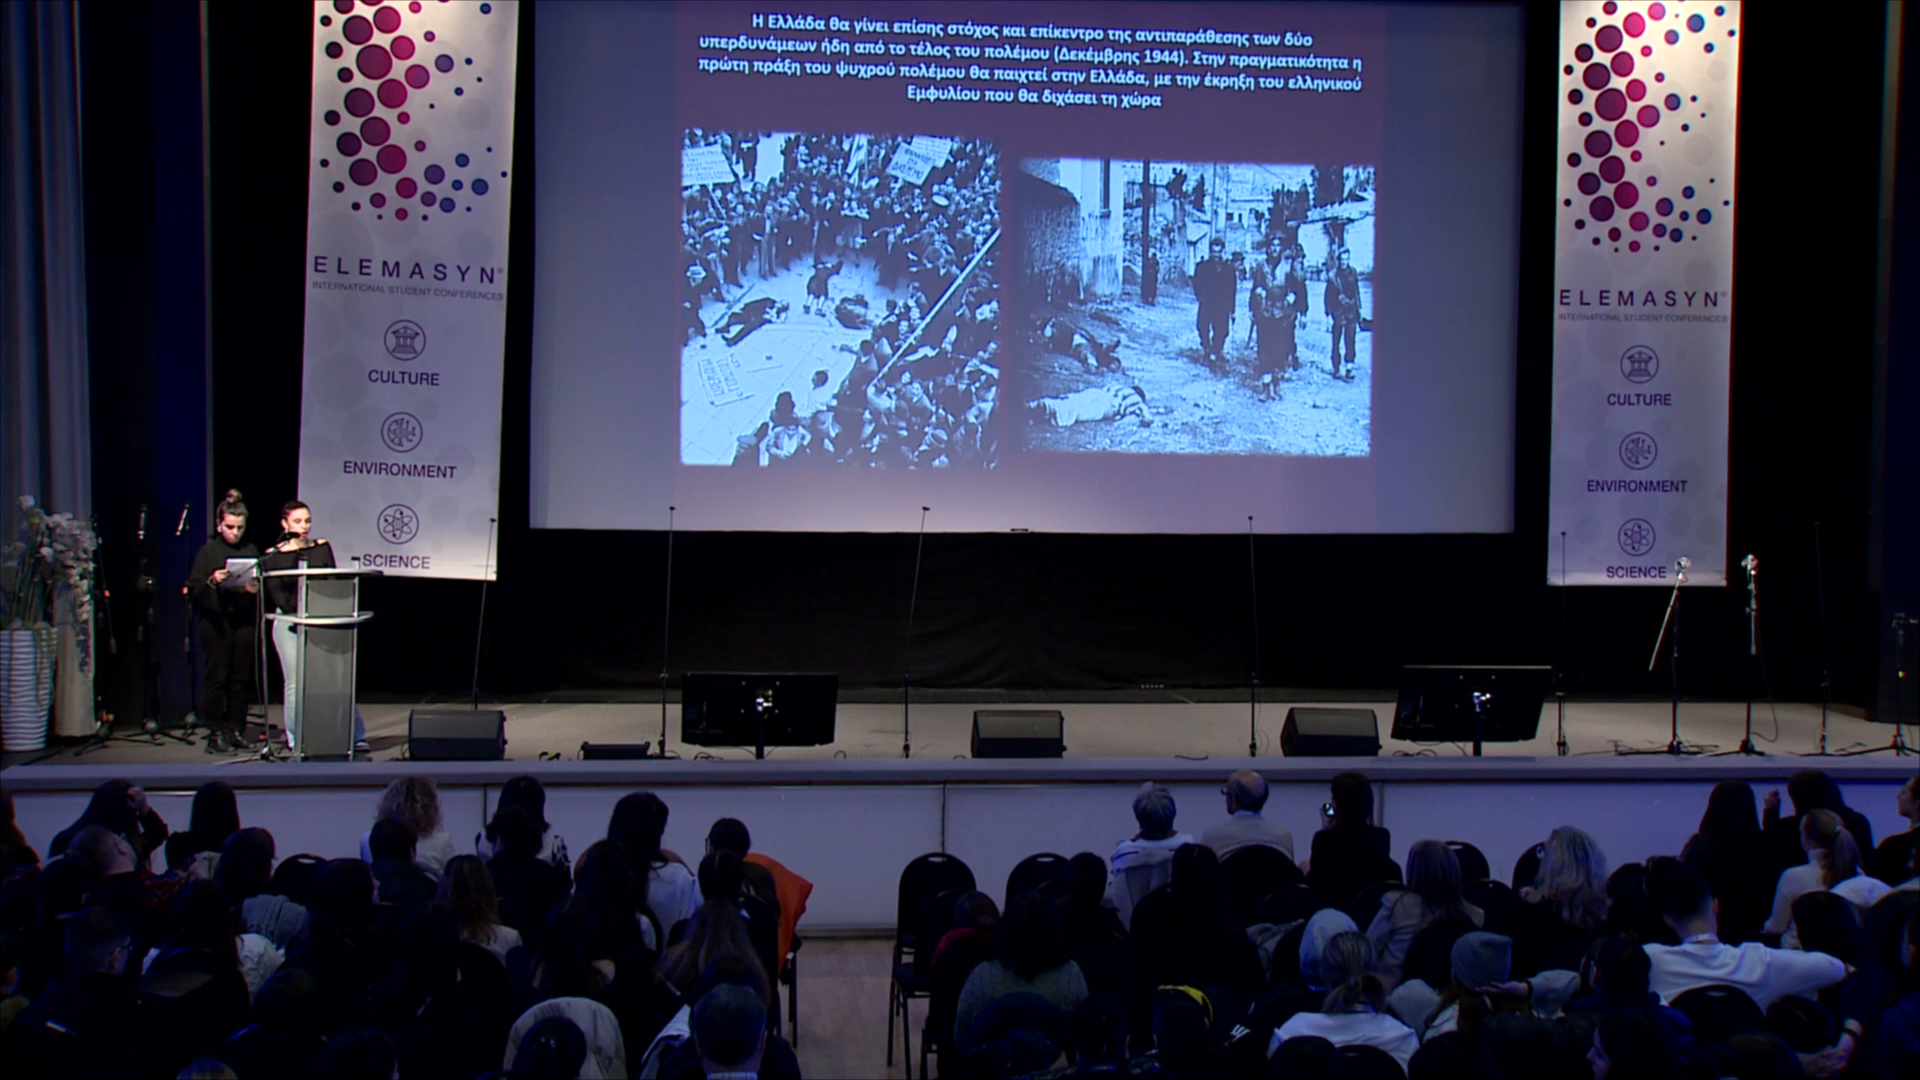 Η Ελλάδα θα γίνει επίσης στόχος και επίκεντρο της αντιπαράθεσης των δύο
υπερδυνάμεων ήδη από το τέλος του πολέμου (Δεκέμβρης 1944). Στην πραγματικότητα η
πρώτη πράξη του ψυχρού πολέμου θα παιχτεί στην Ελλάδα, με την έκρηξη του ελληνικού
Εμφυλίου που θα διχάσει τη χώρα
ELEMASYN®
INTERNATIONAL STUDENT CONFERENCES
CULTURE
ENVIRONMENT
SCIENCE
ELEMASYN®
INTERNATIONAL STUDENT CONFERENCES
CULTURE
ENVIRONMENT
SCIENCE